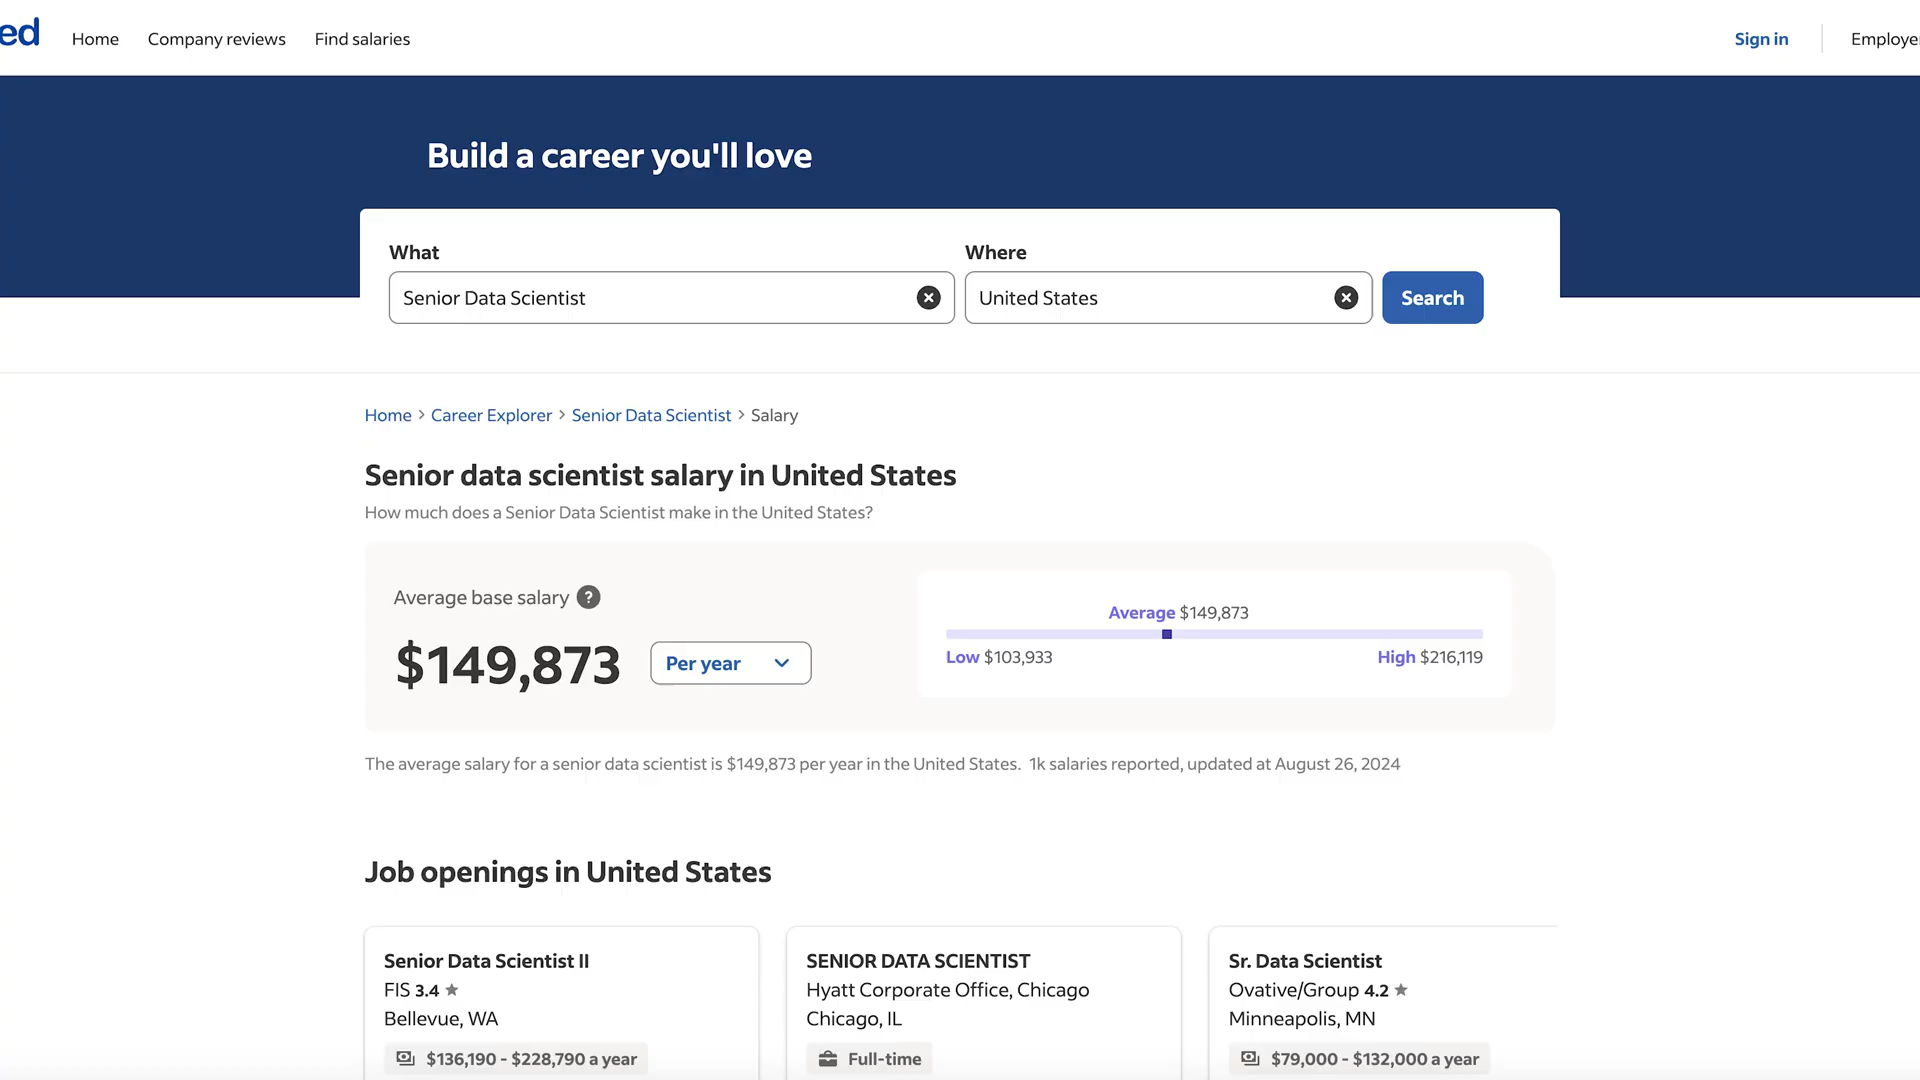 ed
Home
Company reviews
Find salaries
Sign in
Employe
Build a career you'll love
What
Where
Senior Data Scientist
United States
Search
Home > Career Explorer > Senior Data Scientist > Salary
Senior data scientist salary in United States
How much does a Senior Data Scientist make in the United States?
Average base salary ?
$149,873
Per year
Average $149,873
Low $103,933
High $216,119
The average salary for a senior data scientist is $149,873 per year in the United States. 1k salaries reported, updated at August 26, 2024
Job openings in United States
Senior Data Scientist II
FIS 3.4 ★
Bellevue, WA
$136,190 - $228,790 a year
SENIOR DATA SCIENTIST
Hyatt Corporate Office, Chicago
Chicago, IL
Full-time
Sr. Data Scientist
Ovative/Group 4.2 ★
Minneapolis, MN
$79,000 - $132,000 a year